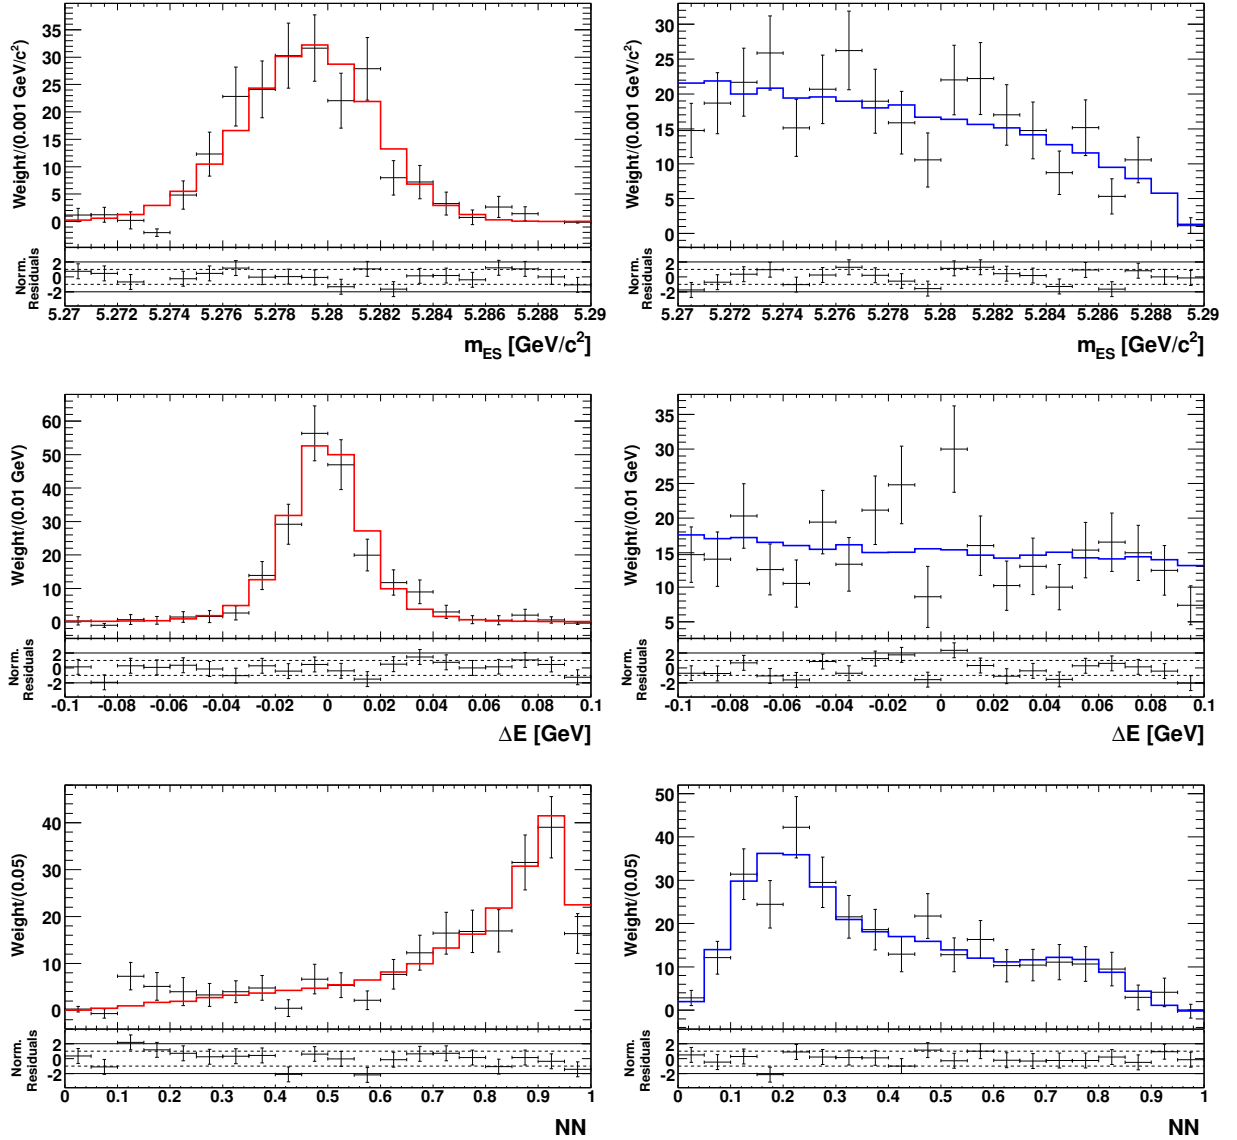 Weight/(0.001 GeV/c²)
35
30
25
20
15
10
5
0
Norm.
Residuals
2
0
-2
5.27 5.272 5.274 5.276 5.278 5.28 5.282 5.284 5.286 5.288 5.29
m_ES [GeV/c²]
Weight/(0.001 GeV/c²)
30
25
20
15
10
5
0
Norm.
Residuals
2
0
-2
5.27 5.272 5.274 5.276 5.278 5.28 5.282 5.284 5.286 5.288 5.29
m_ES [GeV/c²]
Weight/(0.01 GeV)
60
50
40
30
20
10
0
Norm.
Residuals
2
0
-2
-0.1 -0.08 -0.06 -0.04 -0.02 0 0.02 0.04 0.06 0.08 0.1
ΔE [GeV]
Weight/(0.01 GeV)
35
30
25
20
15
10
5
Norm.
Residuals
2
0
-2
-0.1 -0.08 -0.06 -0.04 -0.02 0 0.02 0.04 0.06 0.08 0.1
ΔE [GeV]
Weight/(0.05)
40
30
20
10
0
Norm.
Residuals
2
0
-2
0 0.1 0.2 0.3 0.4 0.5 0.6 0.7 0.8 0.9 1
NN
Weight/(0.05)
50
40
30
20
10
0
Norm.
Residuals
2
0
-2
0 0.1 0.2 0.3 0.4 0.5 0.6 0.7 0.8 0.9 1
NN